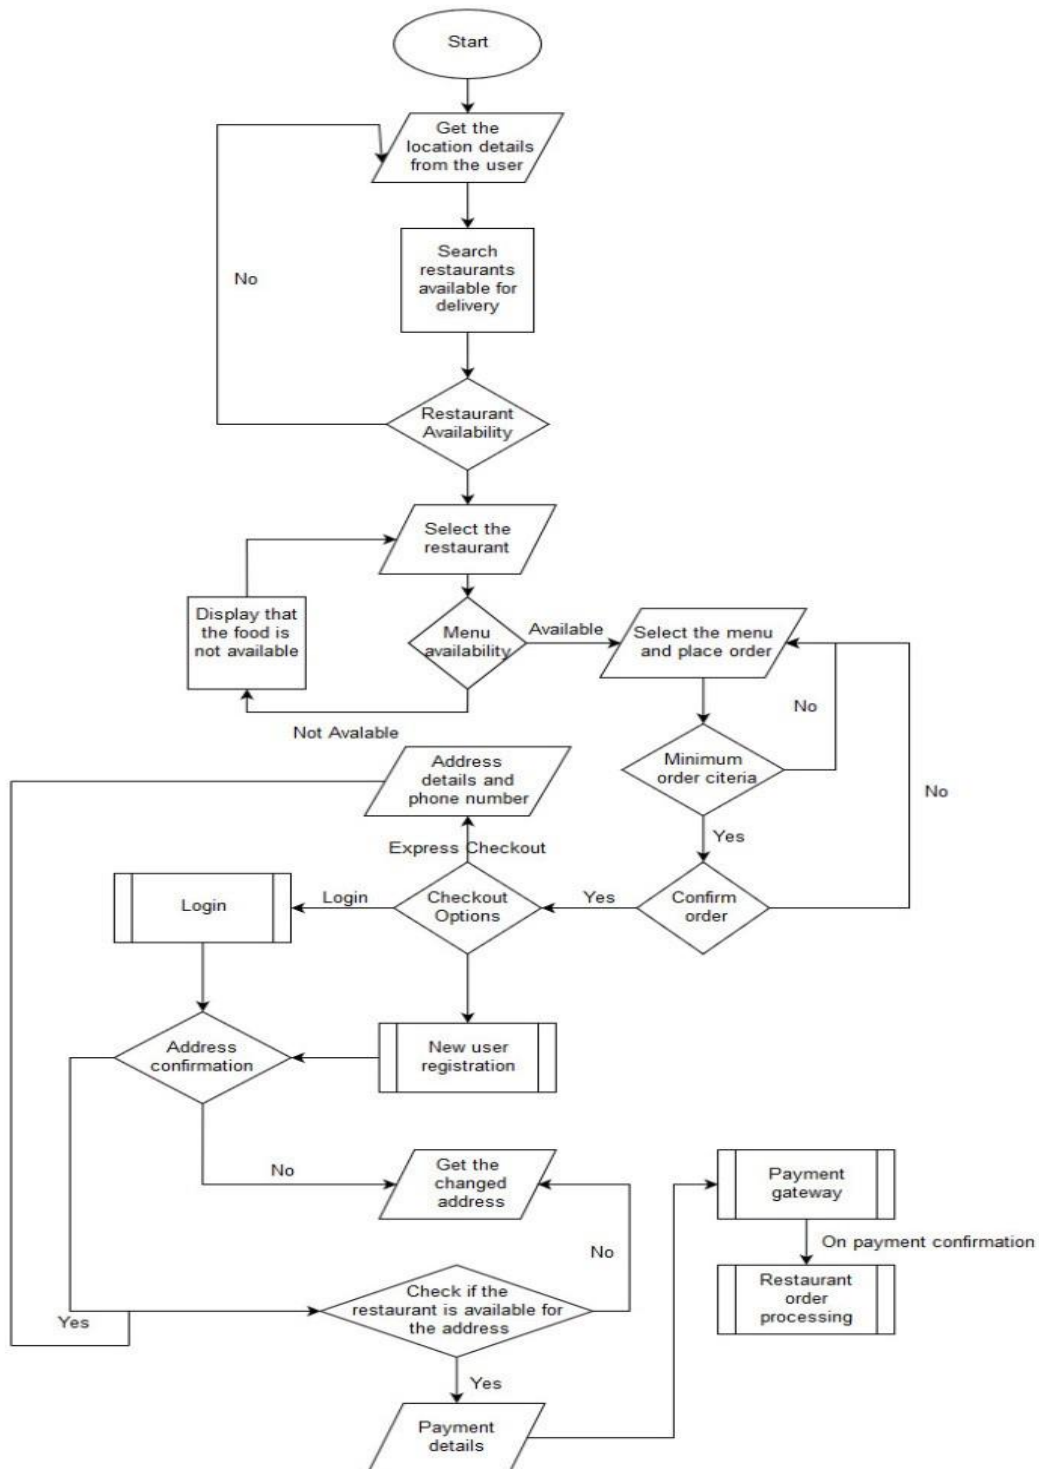 Start
Get the
location details
from the user
No
Search
restaurants
available for
delivery
Restaurant
Availability
Select the
restaurant
Display that
the food is
not available
Menu
availability
Available
Select the menu
and place order
No
Not Avalable
Address
details and
phone number
Minimum
order citeria
No
Yes
Express Checkout
Login
Login
Checkout
Options
Yes
Confirm
order
Address
confirmation
New user
registration
No
Get the
changed
address
Payment
gateway
On payment confirmation
No
Restaurant
order
processing
Check if the
restaurant is available for
the address
Yes
Yes
Payment
details